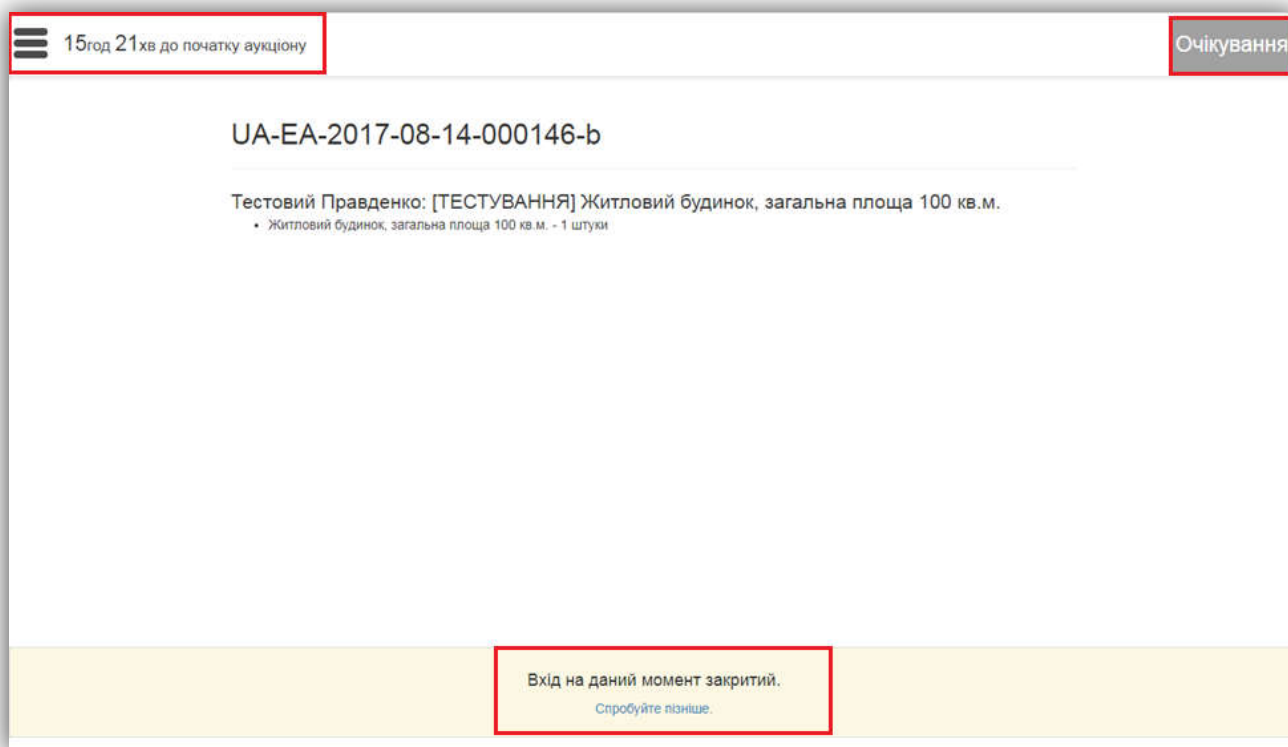 15год 21хв до початку аукціону
Очікування
UA-EA-2017-08-14-000146-b
Тестовий Правденко: [ТЕСТУВАННЯ] Житловий будинок, загальна площа 100 кв.м.
• Житловий будинок, загальна площа 100 кв.м. - 1 штуки
Вхід на даний момент закритий.
Спробуйте пізніше.